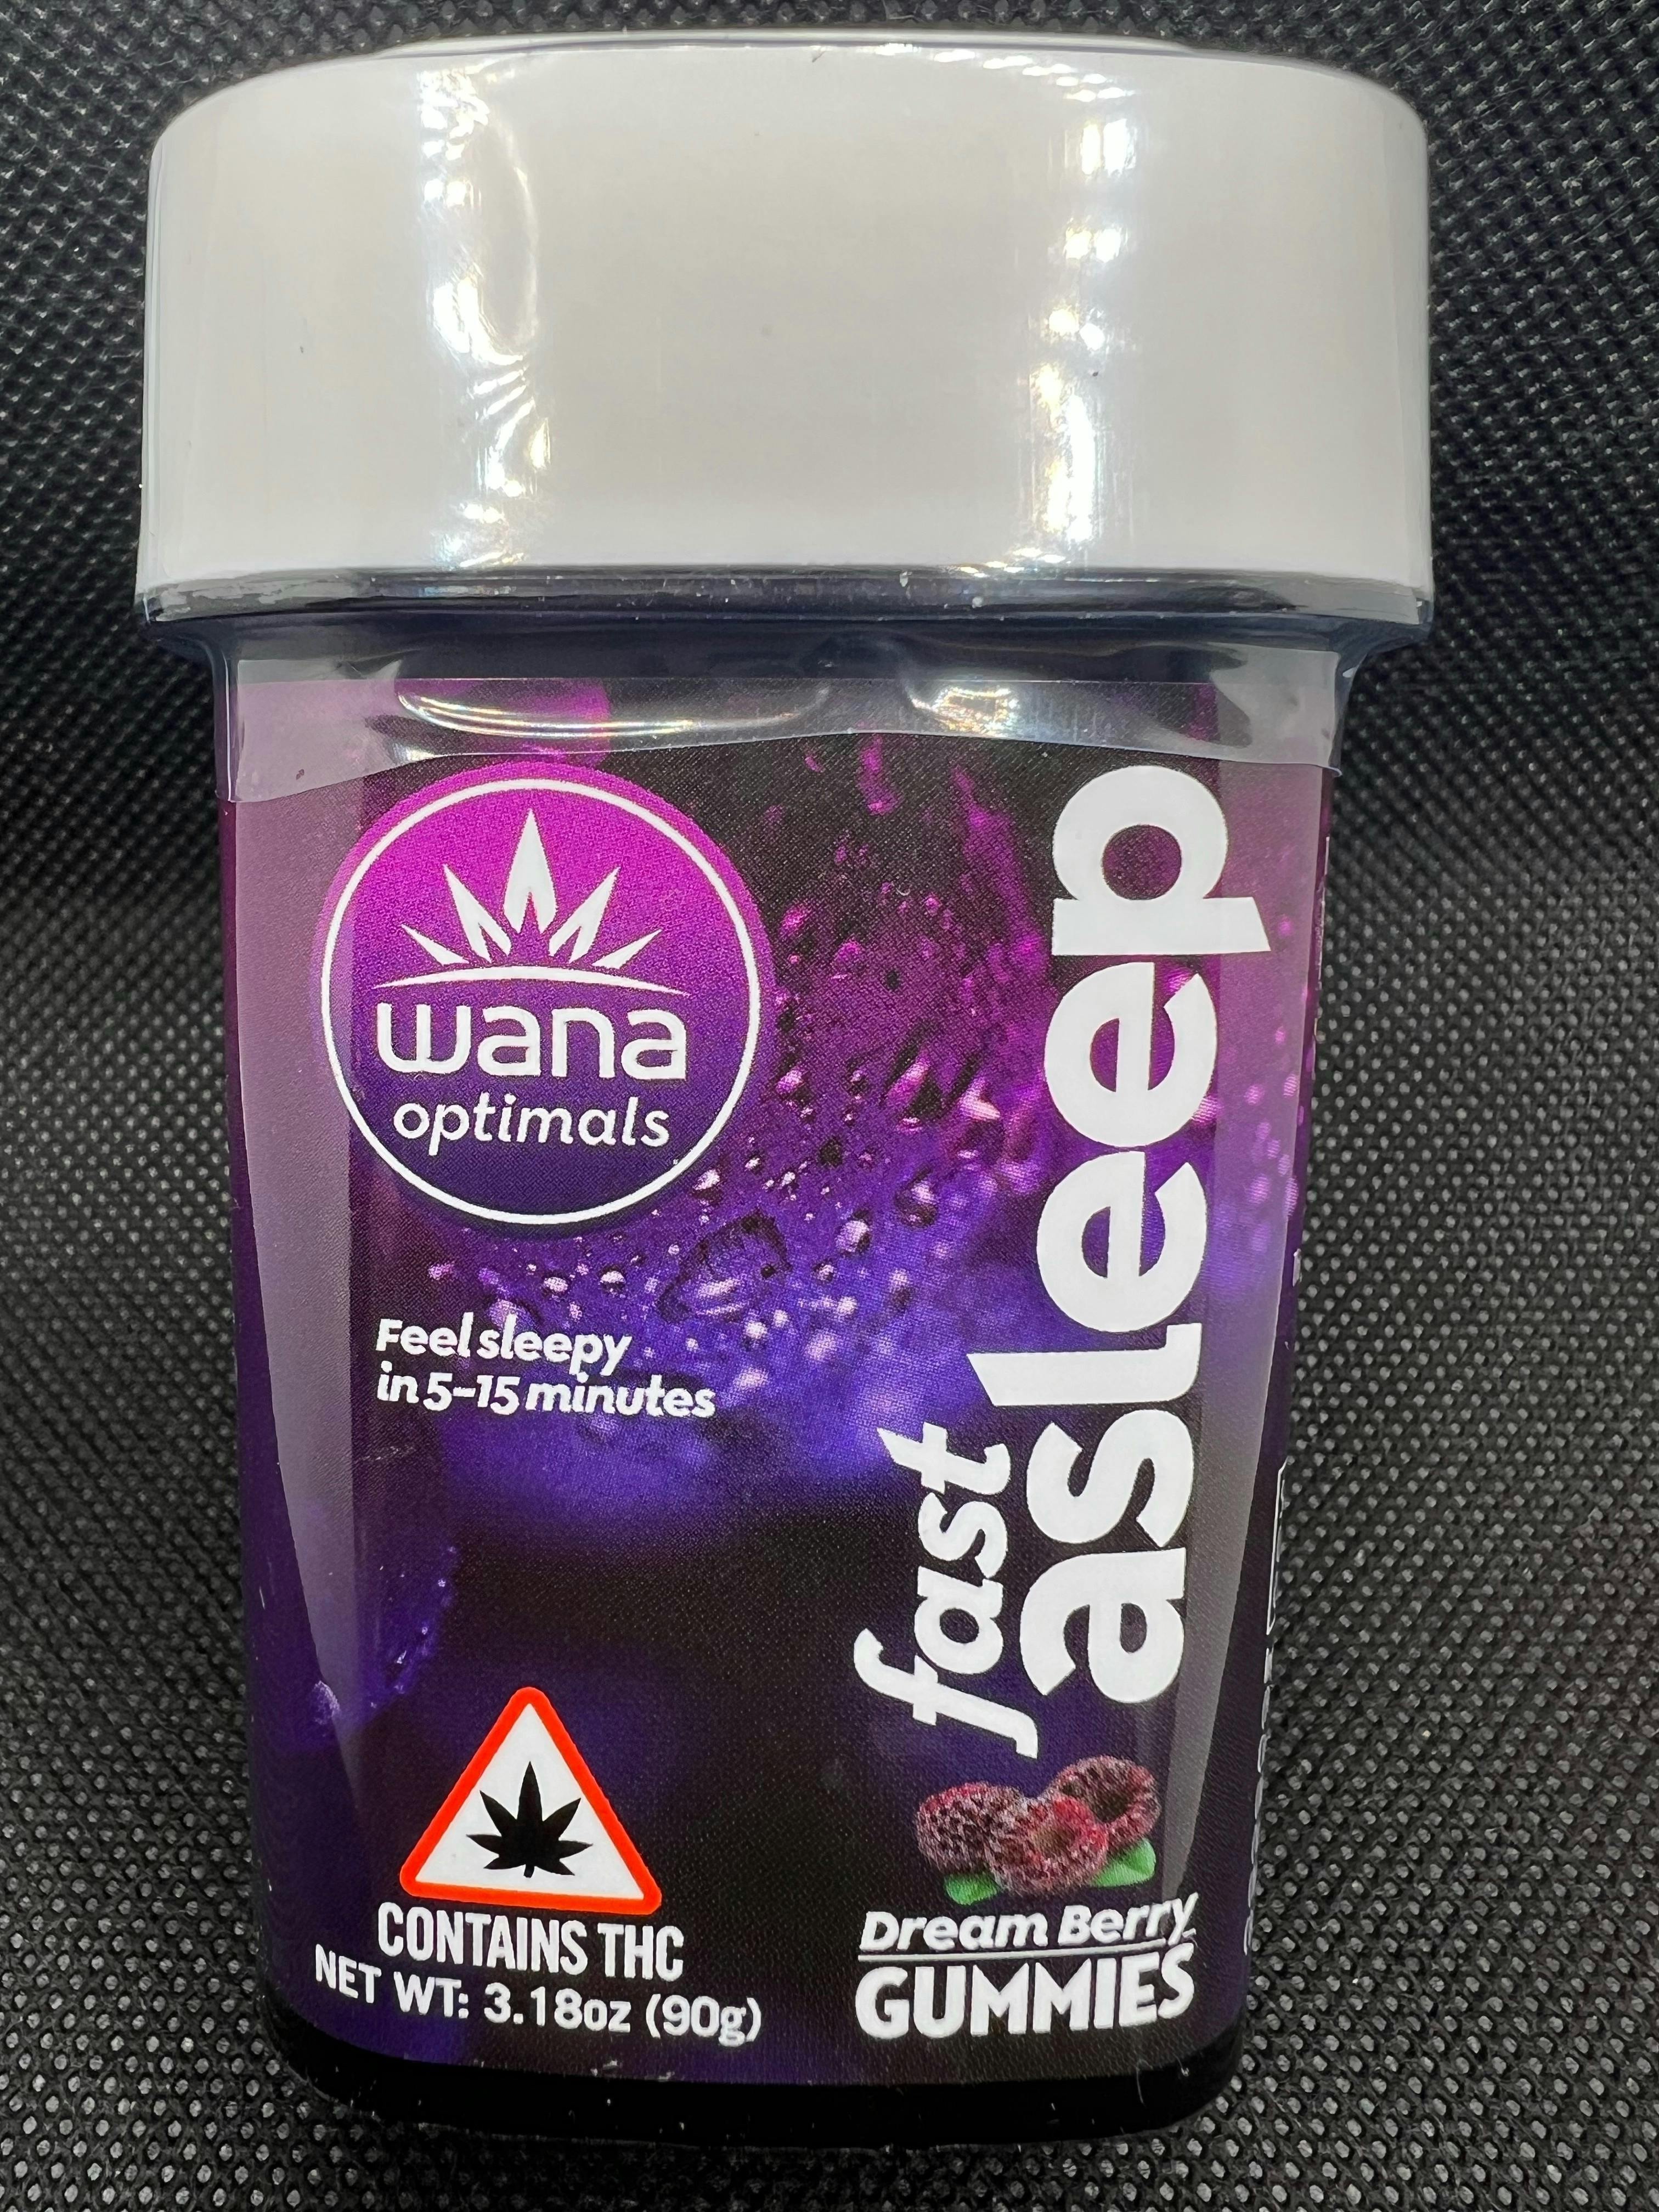 wana
optimals
Feel sleepy
in 5-15 minutes
fast
asleep
CONTAINS THC
NET WT: 3.18oz (90g)
Dream Berry
GUMMIES